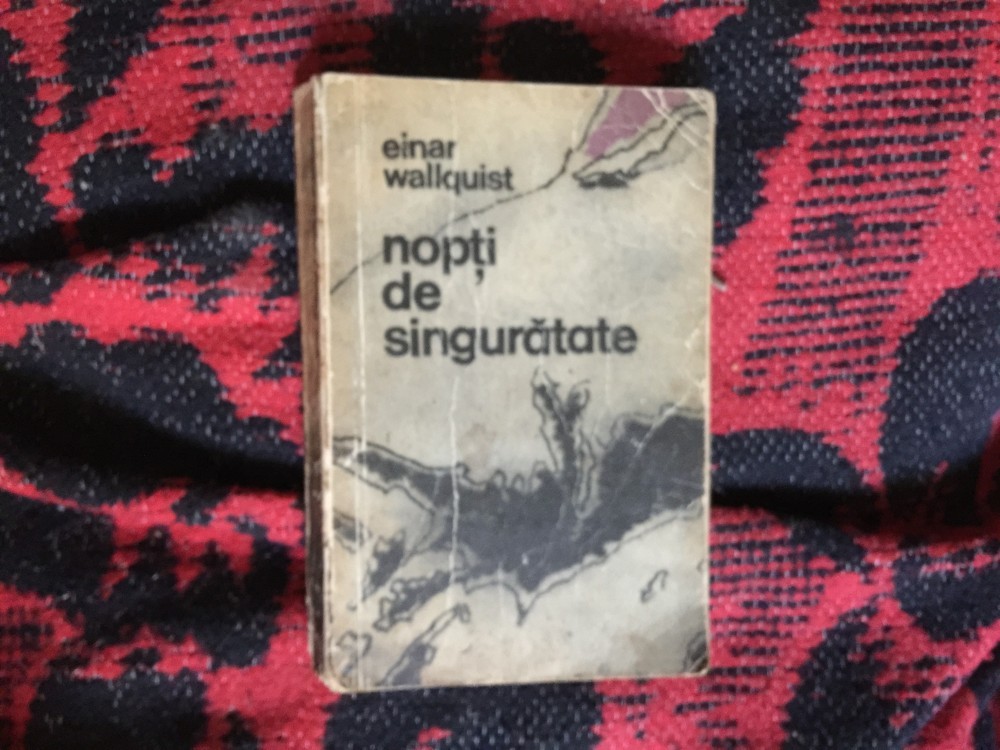 einar
wallquist
nopți
de
singurătate